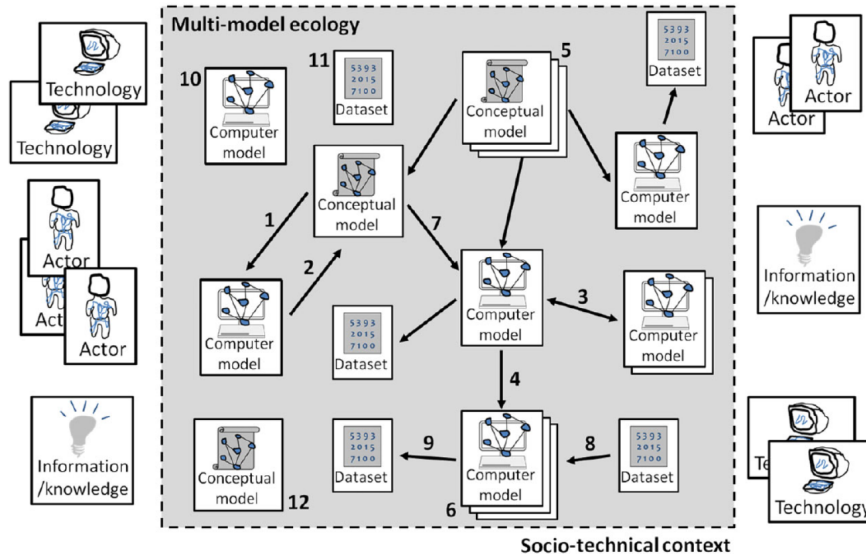 Multi-model ecology
Technology
Technology
Actor
Act
Actor
Information
/knowledge
10
Computer
model
11
5393
2015
7100
Dataset
5
Conceptual
model
5393
2015
7100
Dataset
Computer
model
Conceptual
model
1
2
7
Computer
model
5393
2015
7100
Dataset
Computer
model
3
Computer
model
4
Conceptual
model
12
5393
2015
7100
Dataset
9
Computer
model
6
8
5393
2015
7100
Dataset
Actor
Information
/knowledge
Te
Technology
Socio-technical context